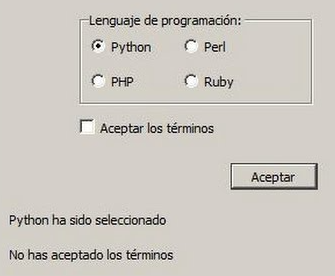 Lenguaje de programación:
Python Perl
PHP Ruby
Aceptar los términos
Aceptar
Python ha sido seleccionado
No has aceptado los términos